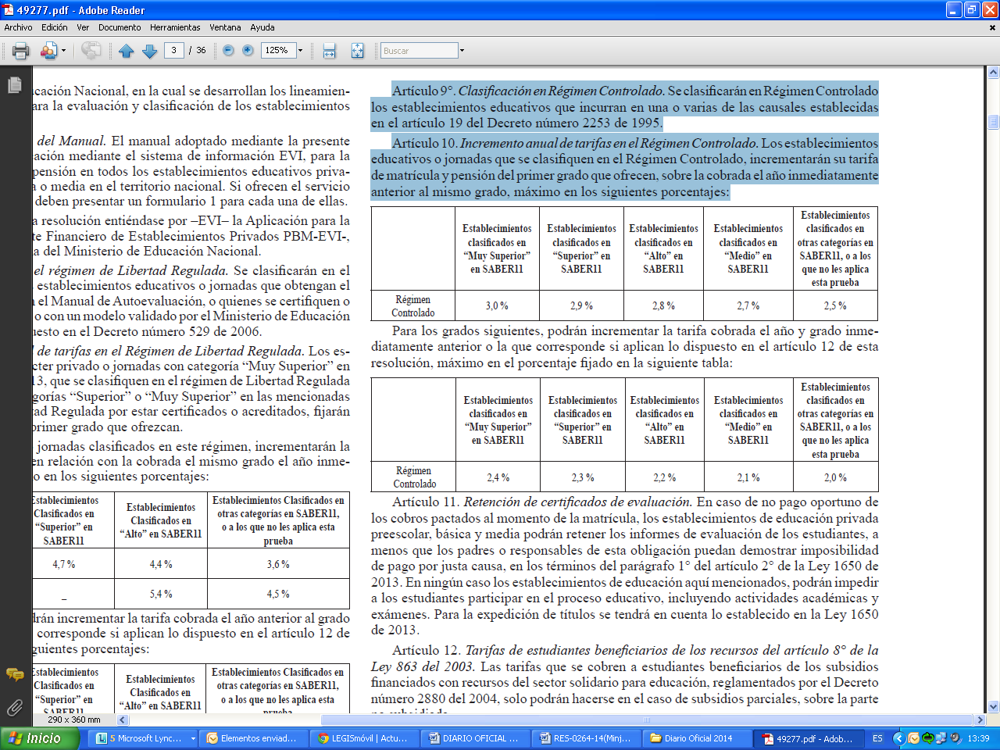 49277.pdf - Adobe Reader
Archivo Edición Ver Documento Herramientas Ventana Ayuda
3 / 36 125% Buscar
cación Nacional, en la cual se desarrollan los lineamien-
ara la evaluación y clasificación de los establecimientos
del Manual. El manual adoptado mediante la presente
ación mediante el sistema de información EVI, para la
pensión en todos los establecimientos educativos priva-
a o media en el territorio nacional. Si ofrecen el servicio
deben presentar un formulario 1 para cada una de ellas.
a resolución entiéndase por –EVI– la Aplicación para la
te Financiero de Establecimientos Privados PBM-EVI-,
a del Ministerio de Educación Nacional.
el régimen de Libertad Regulada. Se clasificarán en el
s establecimientos educativos o jornadas que obtengan el
n el Manual de Autoevaluación, o quienes se certifiquen o
o con un modelo validado por el Ministerio de Educación
puesto en el Decreto número 529 de 2006.
l de tarifas en el Régimen de Libertad Regulada. Los es-
cter privado o jornadas con categoría “Muy Superior” en
13, que se clasifiquen en el régimen de Libertad Regulada
gorías “Superior” o “Muy Superior” en las mencionadas
tad Regulada por estar certificados o acreditados, fijarán
primer grado que ofrezcan.
jornadas clasificados en este régimen, incrementarán la
en relación con la cobrada el mismo grado el año inme-
o en los siguientes porcentajes:
Establecimientos
Clasificados en
“Superior” en
SABER11
Establecimientos
Clasificados en
“Alto” en SABER11
Establecimientos Clasificados en
otras categorías en SABER11,
o a los que no les aplica esta
prueba
4,7 % 4,4 % 3,6 %
– 5,4 % 4,5 %
drán incrementar la tarifa cobrada el año anterior al grado
corresponde si aplican lo dispuesto en el artículo 12 de
guientes porcentajes:
Establecimientos
Clasificados en
“Superior” en
SABER11
Establecimientos
Clasificados en
“Alto” en SABER11
Establecimientos Clasificados en
otras categorías en SABER11,
o a los que no les aplica esta
prueba
Artículo 9°. Clasificación en Régimen Controlado. Se clasificarán en Régimen Controlado
los establecimientos educativos que incurran en una o varias de las causales establecidas
en el artículo 19 del Decreto número 2253 de 1995.
Artículo 10. Incremento anual de tarifas en el Régimen Controlado. Los establecimientos
educativos o jornadas que se clasifiquen en el Régimen Controlado, incrementarán su tarifa
de matrícula y pensión del primer grado que ofrecen, sobre la cobrada el año inmediatamente
anterior al mismo grado, máximo en los siguientes porcentajes:
Establecimientos
clasificados en
“Muy Superior”
en SABER11
Establecimientos
clasificados en
“Superior” en
SABER11
Establecimientos
clasificados en
“Alto” en
SABER11
Establecimientos
clasificados en
“Medio” en
SABER11
Establecimientos
clasificados en
otras categorías en
SABER11, o a los
que no les aplica
esta prueba
Régimen
Controlado
3,0 % 2,9 % 2,8 % 2,7 % 2,5 %
Para los grados siguientes, podrán incrementar la tarifa cobrada el año y grado inme-
diatamente anterior o la que corresponde si aplican lo dispuesto en el artículo 12 de esta
resolución, máximo en el porcentaje fijado en la siguiente tabla:
Establecimientos
clasificados en
“Muy Superior”
en SABER11
Establecimientos
clasificados en
“Superior” en
SABER11
Establecimientos
clasificados en
“Alto” en
SABER11
Establecimientos
clasificados en
“Medio” en
SABER11
Establecimientos
clasificados en
otras categorías en
SABER11, o a los
que no les aplica
esta prueba
Régimen
Controlado
2,4 % 2,3 % 2,2 % 2,1 % 2,0 %
Artículo 11. Retención de certificados de evaluación. En caso de no pago oportuno de
los cobros pactados al momento de la matrícula, los establecimientos de educación privada
preescolar, básica y media podrán retener los informes de evaluación de los estudiantes, a
menos que los padres o responsables de esta obligación puedan demostrar imposibilidad
de pago por justa causa, en los términos del parágrafo 1° del artículo 2° de la Ley 1650 de
2013. En ningún caso los establecimientos de educación aquí mencionados, podrán impedir
a los estudiantes participar en el proceso educativo, incluyendo actividades académicas y
exámenes. Para la expedición de títulos se tendrá en cuenta lo establecido en la Ley 1650
de 2013.
Artículo 12. Tarifas de estudiantes beneficiarios de los recursos del artículo 8° de la
Ley 863 del 2003. Las tarifas que se cobren a estudiantes beneficiarios de los subsidios
financiados con recursos del sector solidario para educación, reglamentados por el Decreto
número 2880 del 2004, solo podrán hacerse en el caso de subsidios parciales, sobre la parte
no subsidiada
290 x 360 mm
Inicio 5 Microsoft Lync... Elementos enviad... LEGISmóvil | Actu... DIARIO OFICIAL ... RES-0264-14(Minj... Diario Oficial 2014 49277.pdf - Adob... ES 13:39